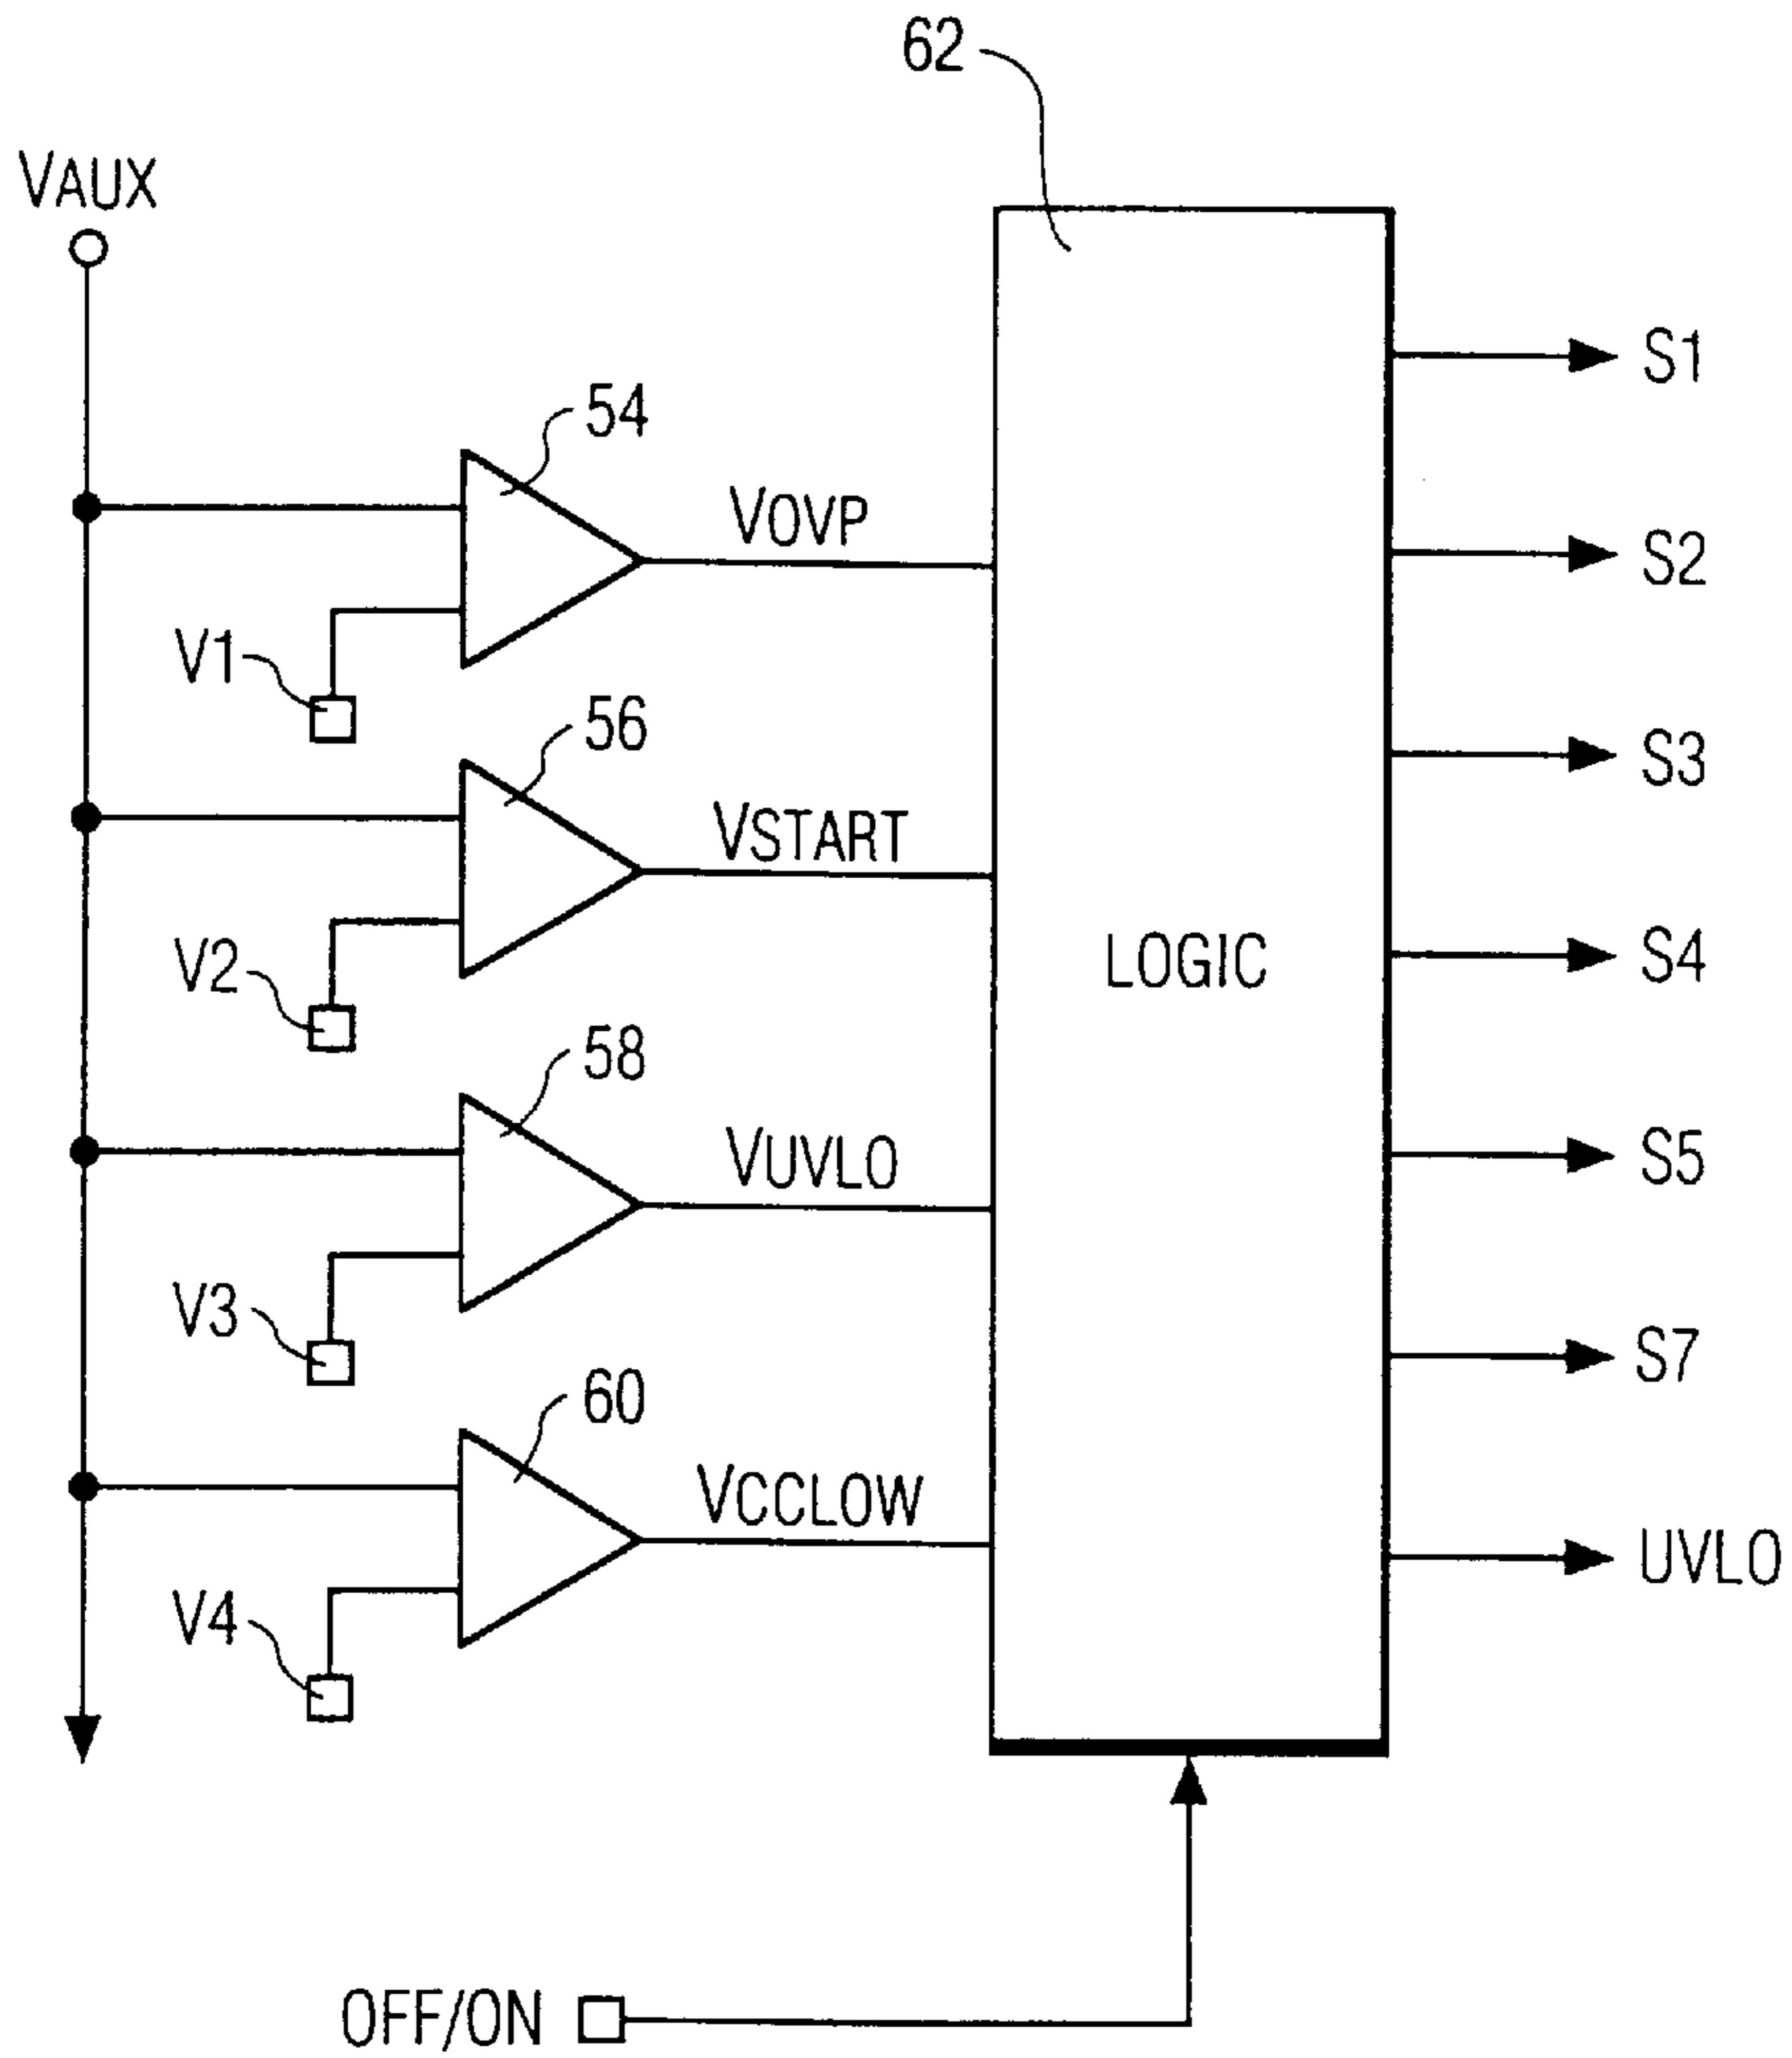 62
VAUX
S1
54
VOVP
S2
V1
56
S3
VSTART
V2
LOGIC
S4
58
VUVLO
S5
V3
S7
60
VCCLOW
UVLO
V4
OFF/ON